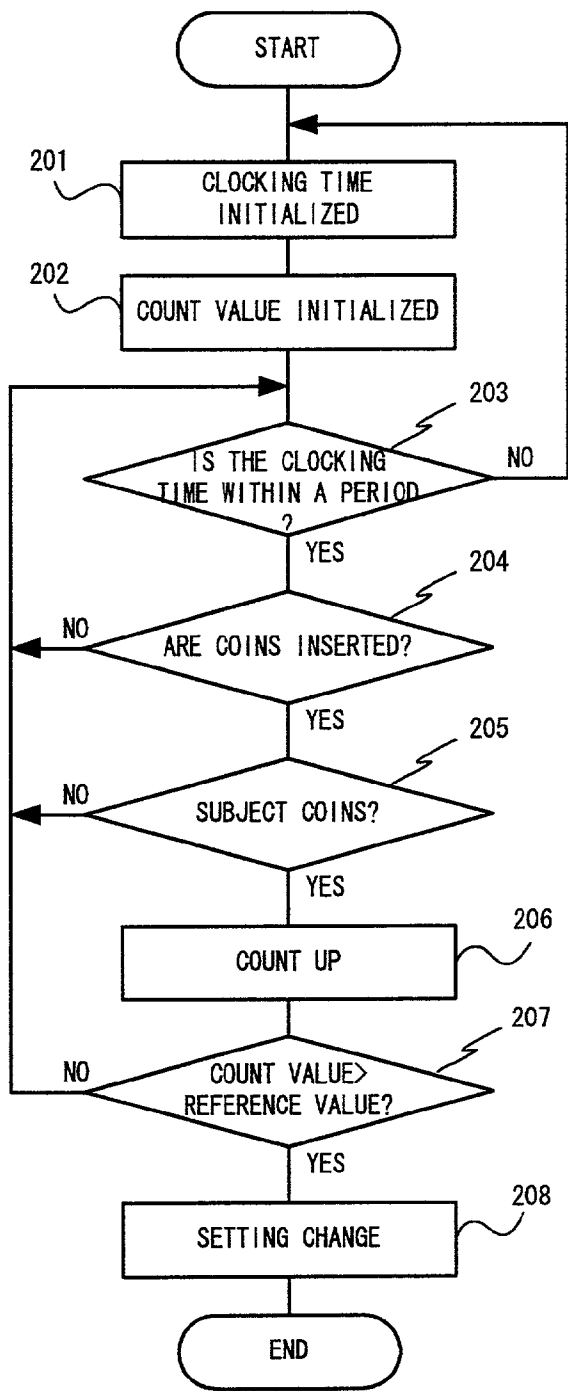 START
201
CLOCKING TIME
INITIALIZED
202
COUNT VALUE INITIALIZED
203
IS THE CLOCKING
TIME WITHIN A PERIOD
?
NO
YES
204
NO
ARE COINS INSERTED?
YES
205
NO
SUBJECT COINS?
YES
206
COUNT UP
207
NO
COUNT VALUE>
REFERENCE VALUE?
YES
208
SETTING CHANGE
END